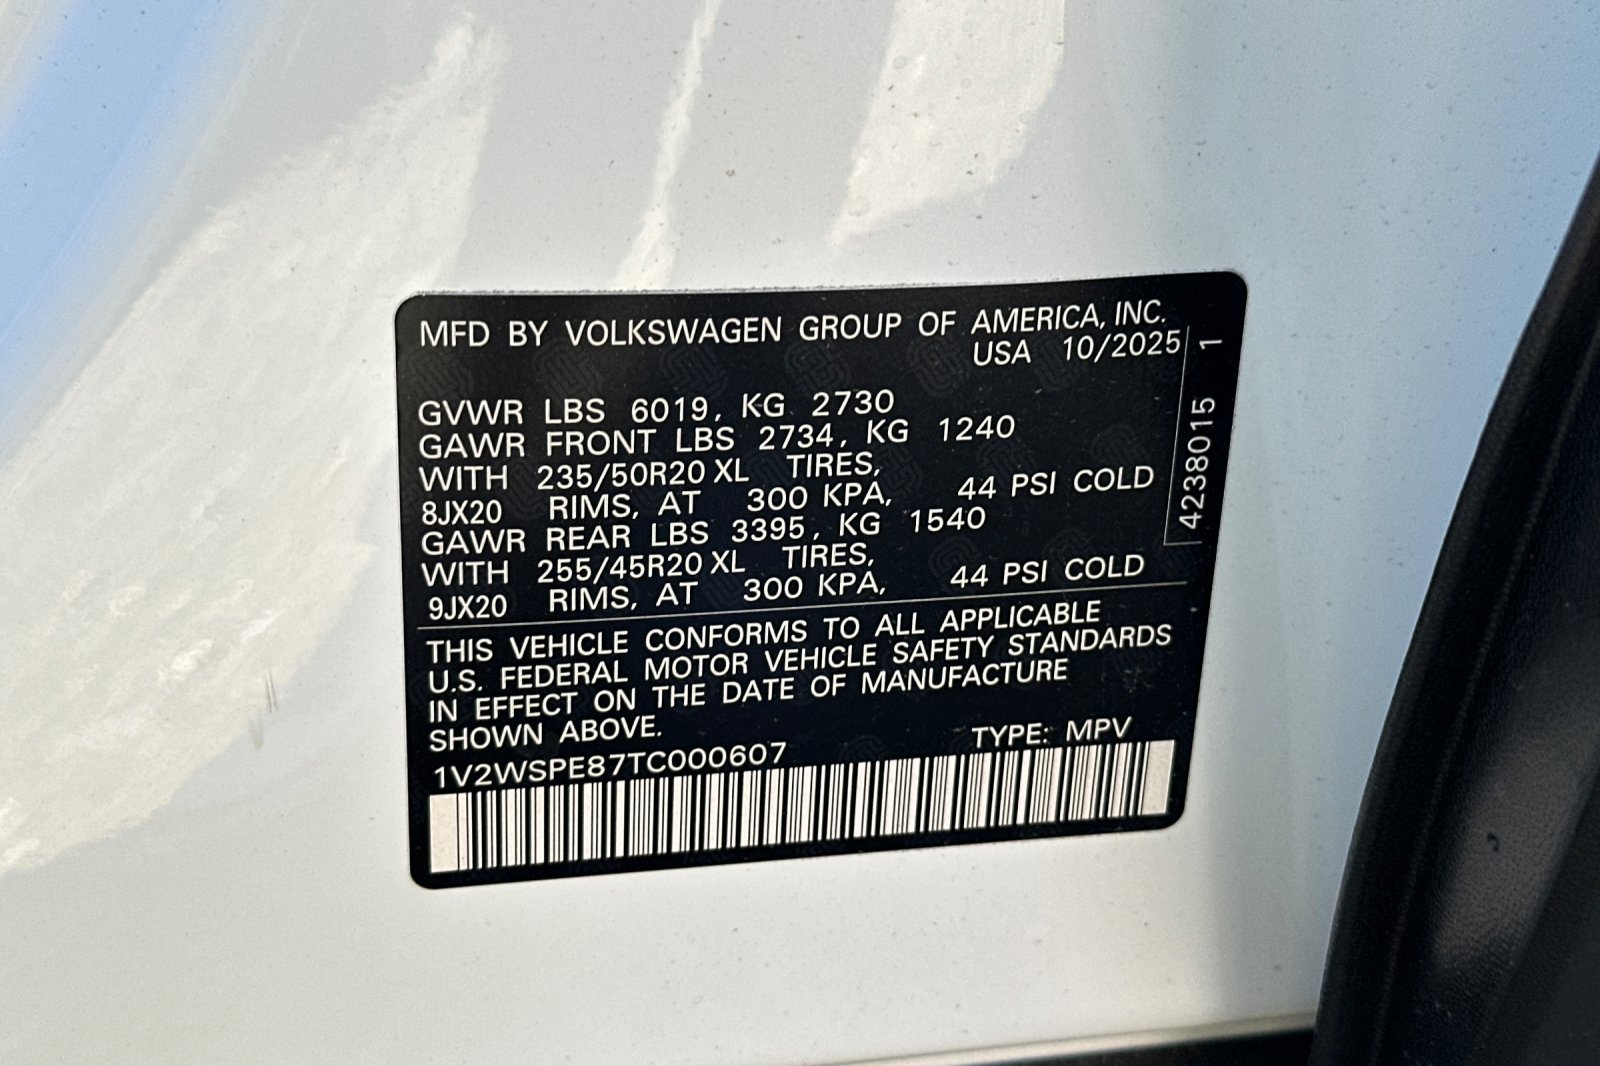 MFD BY VOLKSWAGEN GROUP OF AMERICA, INC.
USA 10/2025
GVWR LBS 6019, KG 2730
GAWR FRONT LBS 2734, KG 1240
WITH 235/50R20 XL TIRES,
8JX20 RIMS, AT 300 KPA, 44 PSI COLD
GAWR REAR LBS 3395, KG 1540
WITH 255/45R20 XL TIRES,
9JX20 RIMS, AT 300 KPA, 44 PSI COLD
THIS VEHICLE CONFORMS TO ALL APPLICABLE
U.S. FEDERAL MOTOR VEHICLE SAFETY STANDARDS
IN EFFECT ON THE DATE OF MANUFACTURE
SHOWN ABOVE.
TYPE: MPV
1V2WSPE87TC000607
4238015 1